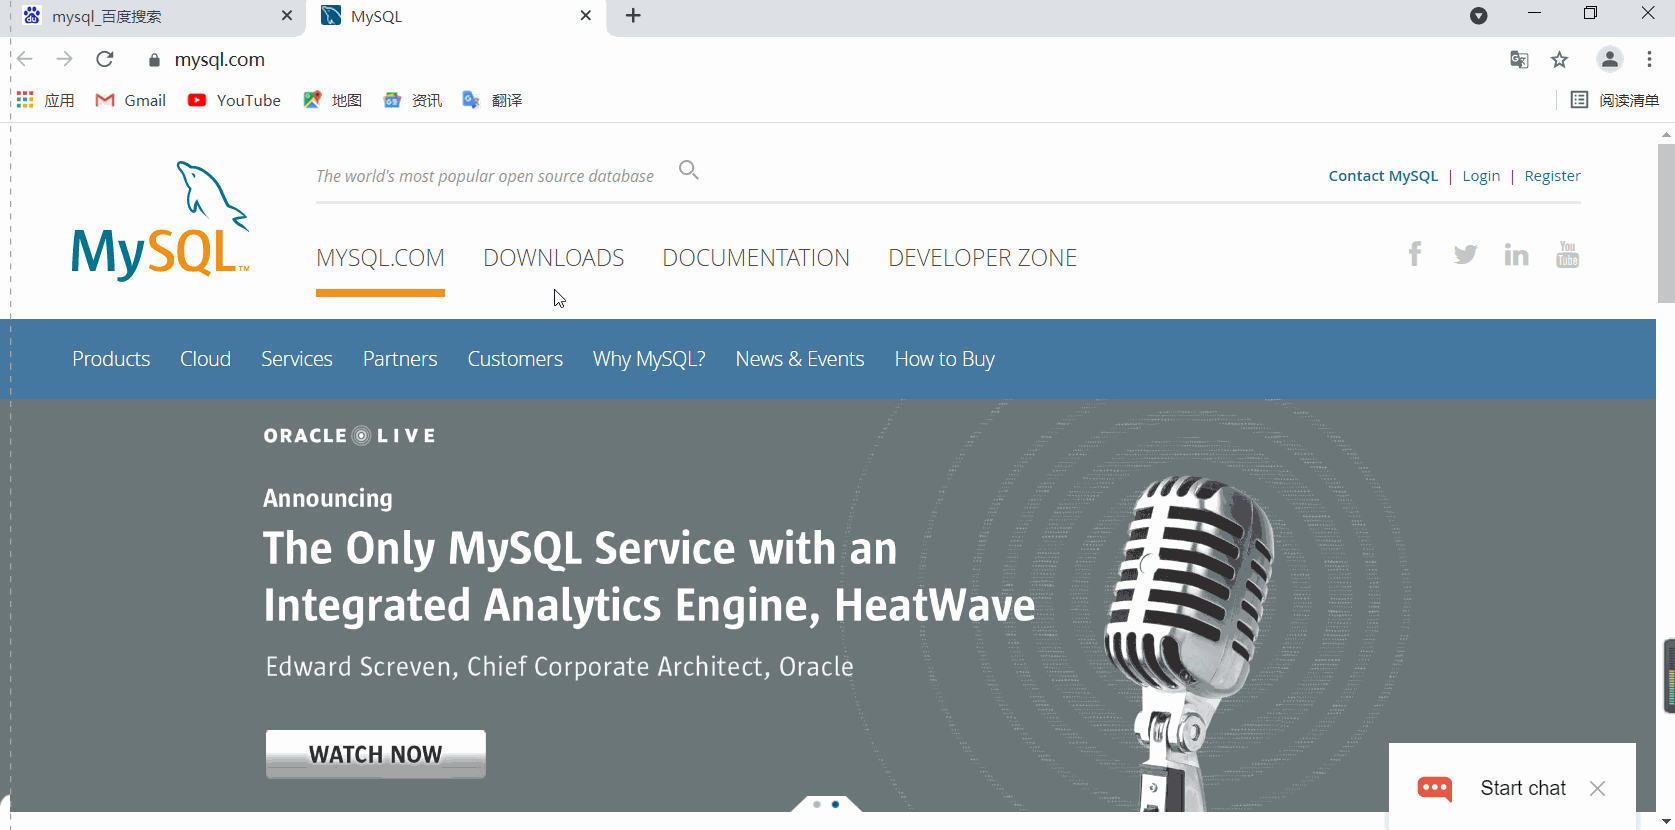 mysql_百度搜索
MySQL
mysql.com
应用
Gmail
YouTube
地图
资讯
翻译
阅读清单
MySQL™
The world's most popular open source database
Contact MySQL | Login | Register
MYSQL.COM
DOWNLOADS
DOCUMENTATION
DEVELOPER ZONE
You
Tube
Products
Cloud
Services
Partners
Customers
Why MySQL?
News & Events
How to Buy
ORACLE LIVE
Announcing
The Only MySQL Service with an
Integrated Analytics Engine, HeatWave
Edward Screven, Chief Corporate Architect, Oracle
WATCH NOW
Start chat